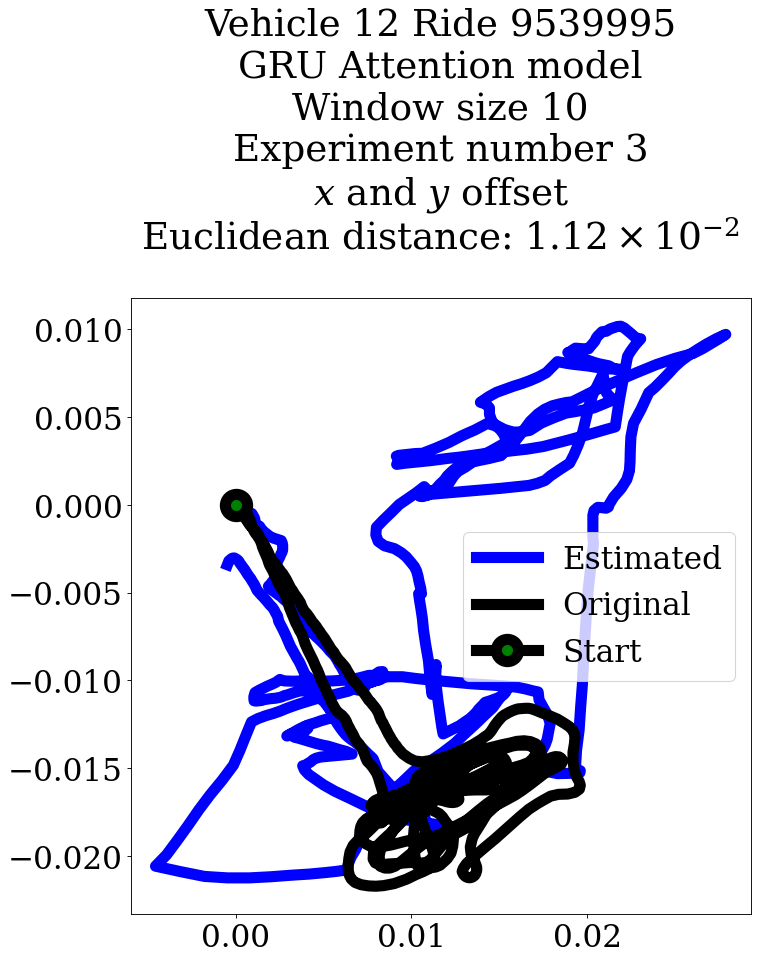 Vehicle 12 Ride 9539995
GRU Attention model
Window size 10
Experiment number 3
x and y offset
Euclidean distance: 1.12 × 10⁻²
0.010
0.005
0.000
−0.005
−0.010
−0.015
−0.020
Estimated
Original
Start
0.00 0.01 0.02